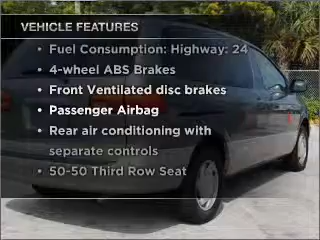 VEHICLE FEATURES
• Fuel Consumption: Highway: 24
• 4-wheel ABS Brakes
• Front Ventilated disc brakes
• Passenger Airbag
• Rear air conditioning with
separate controls
• 50-50 Third Row Seat